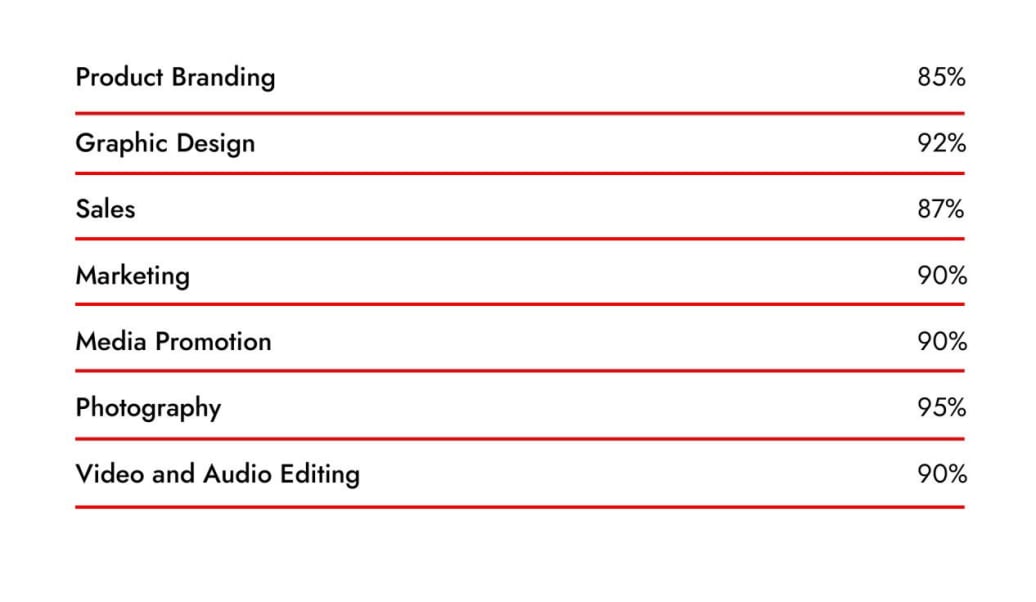 Product Branding 85%
Graphic Design 92%
Sales 87%
Marketing 90%
Media Promotion 90%
Photography 95%
Video and Audio Editing 90%